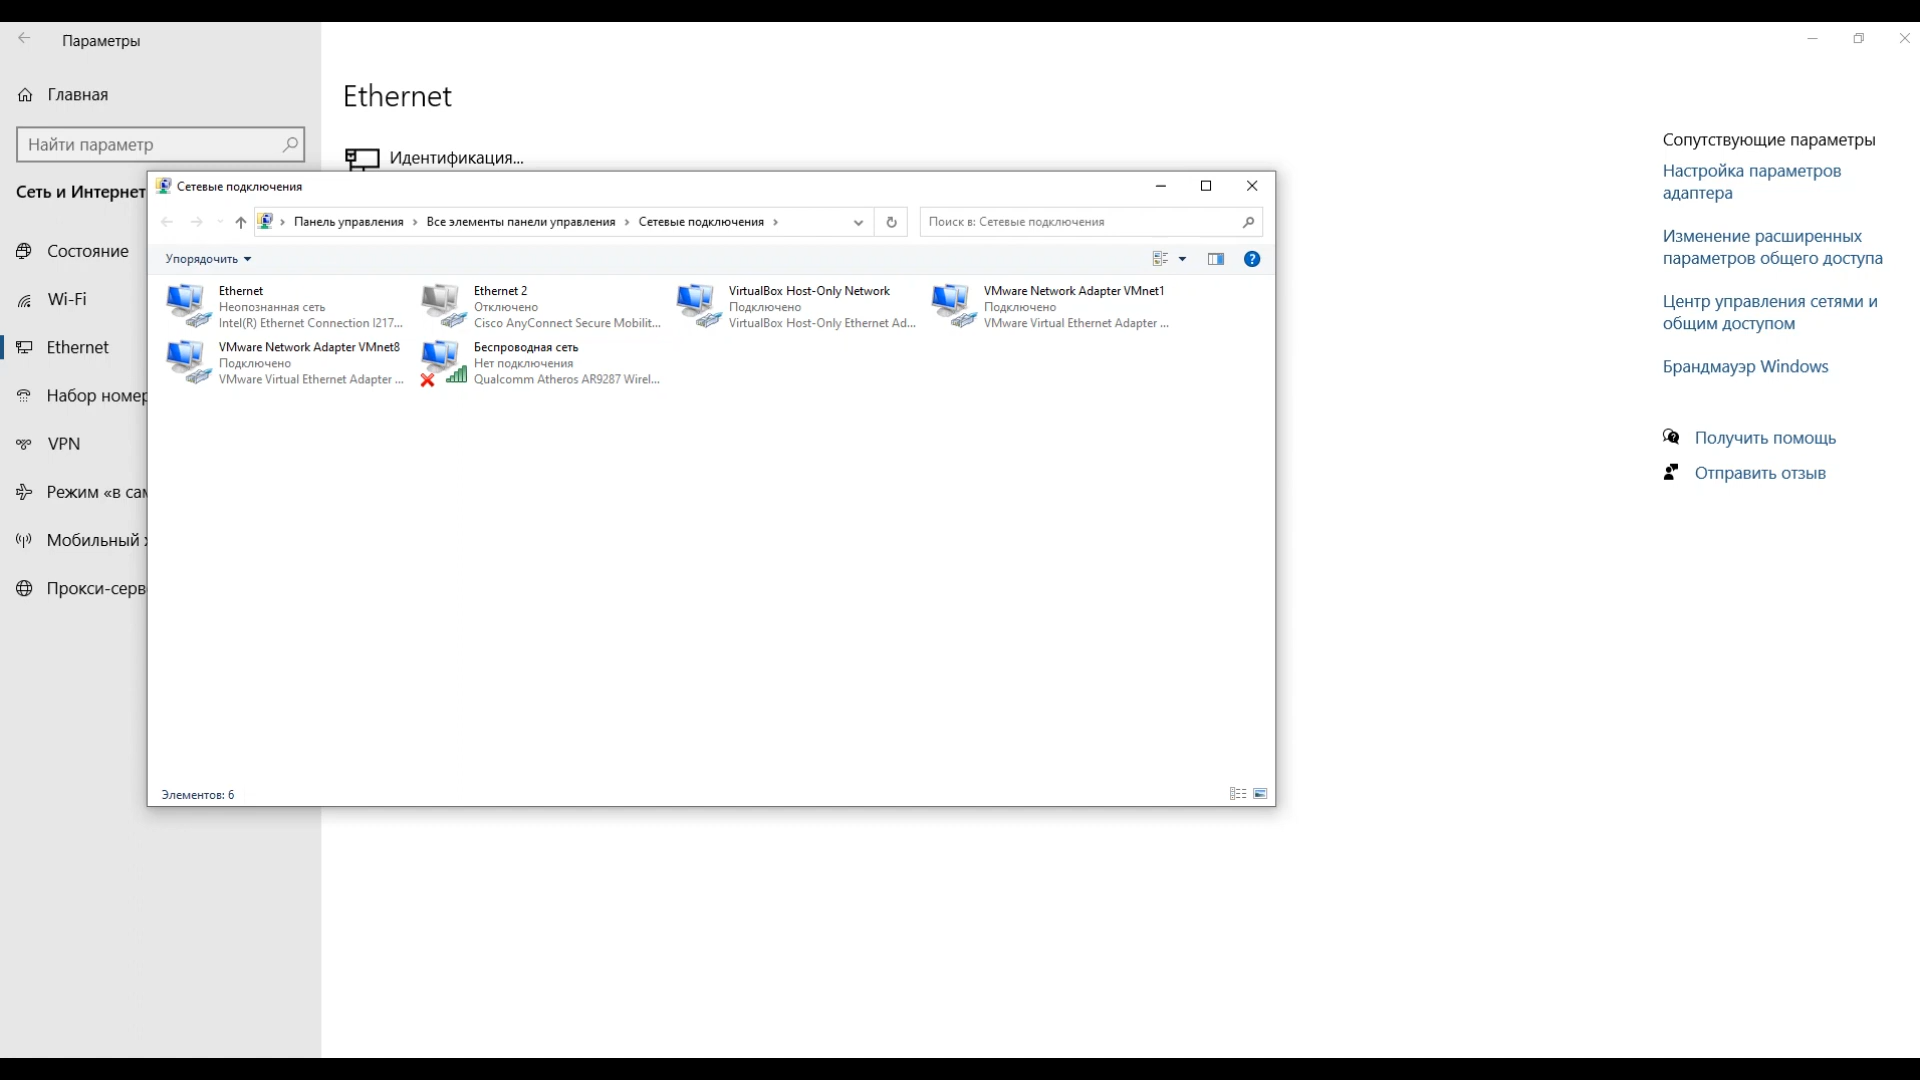 Параметры
Главная
Найти параметр
Сеть и Интернет
Состояние
Wi-Fi
Ethernet
Набор номер
VPN
Режим «в сам
Мобильный х
Прокси-серв
Ethernet
Идентификация...
Сетевые подключения
Панель управления › Все элементы панели управления › Сетевые подключения ›
Поиск в: Сетевые подключения
Упорядочить
Ethernet
Неопознанная сеть
Intel(R) Ethernet Connection I217...
Ethernet 2
Отключено
Cisco AnyConnect Secure Mobilit...
VirtualBox Host-Only Network
Подключено
VirtualBox Host-Only Ethernet Ad...
VMware Network Adapter VMnet1
Подключено
VMware Virtual Ethernet Adapter ...
VMware Network Adapter VMnet8
Подключено
VMware Virtual Ethernet Adapter ...
Беспроводная сеть
Нет подключения
Qualcomm Atheros AR9287 Wirel...
Элементов: 6
Сопутствующие параметры
Настройка параметров
адаптера
Изменение расширенных
параметров общего доступа
Центр управления сетями и
общим доступом
Брандмауэр Windows
Получить помощь
Отправить отзыв